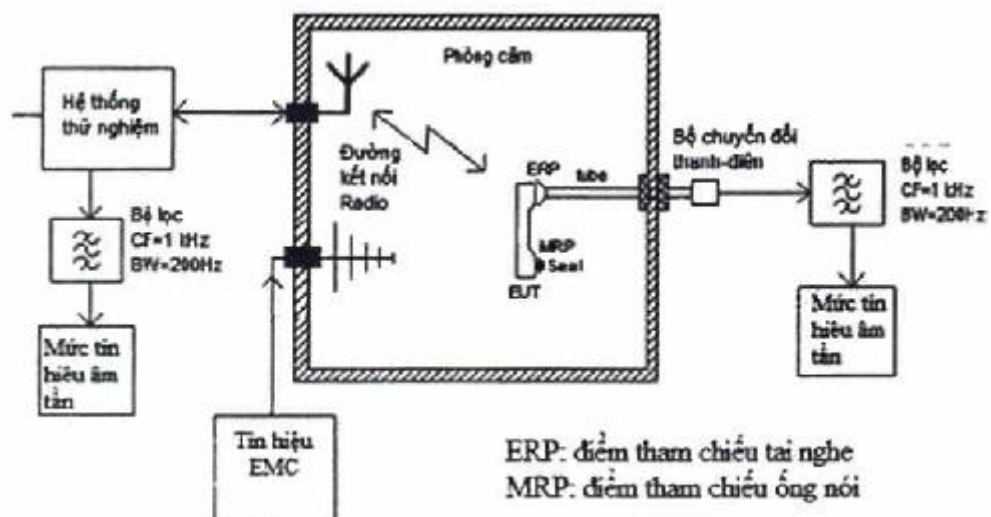 Phòng câm
Hệ thống
thử nghiệm
Đường
kết nối
Radio
ERP
tube
Bộ chuyển đổi
thanh-điện
Bộ lọc
CF=1 kHz
BW=200Hz
MRP
Seal
EUT
Bộ lọc
CF=1 kHz
BW=200Hz
Mức tín
hiệu âm
tần
Mức tín
hiệu âm
tần
Tín hiệu
EMC
ERP: điểm tham chiếu tai nghe
MRP: điểm tham chiếu ống nói